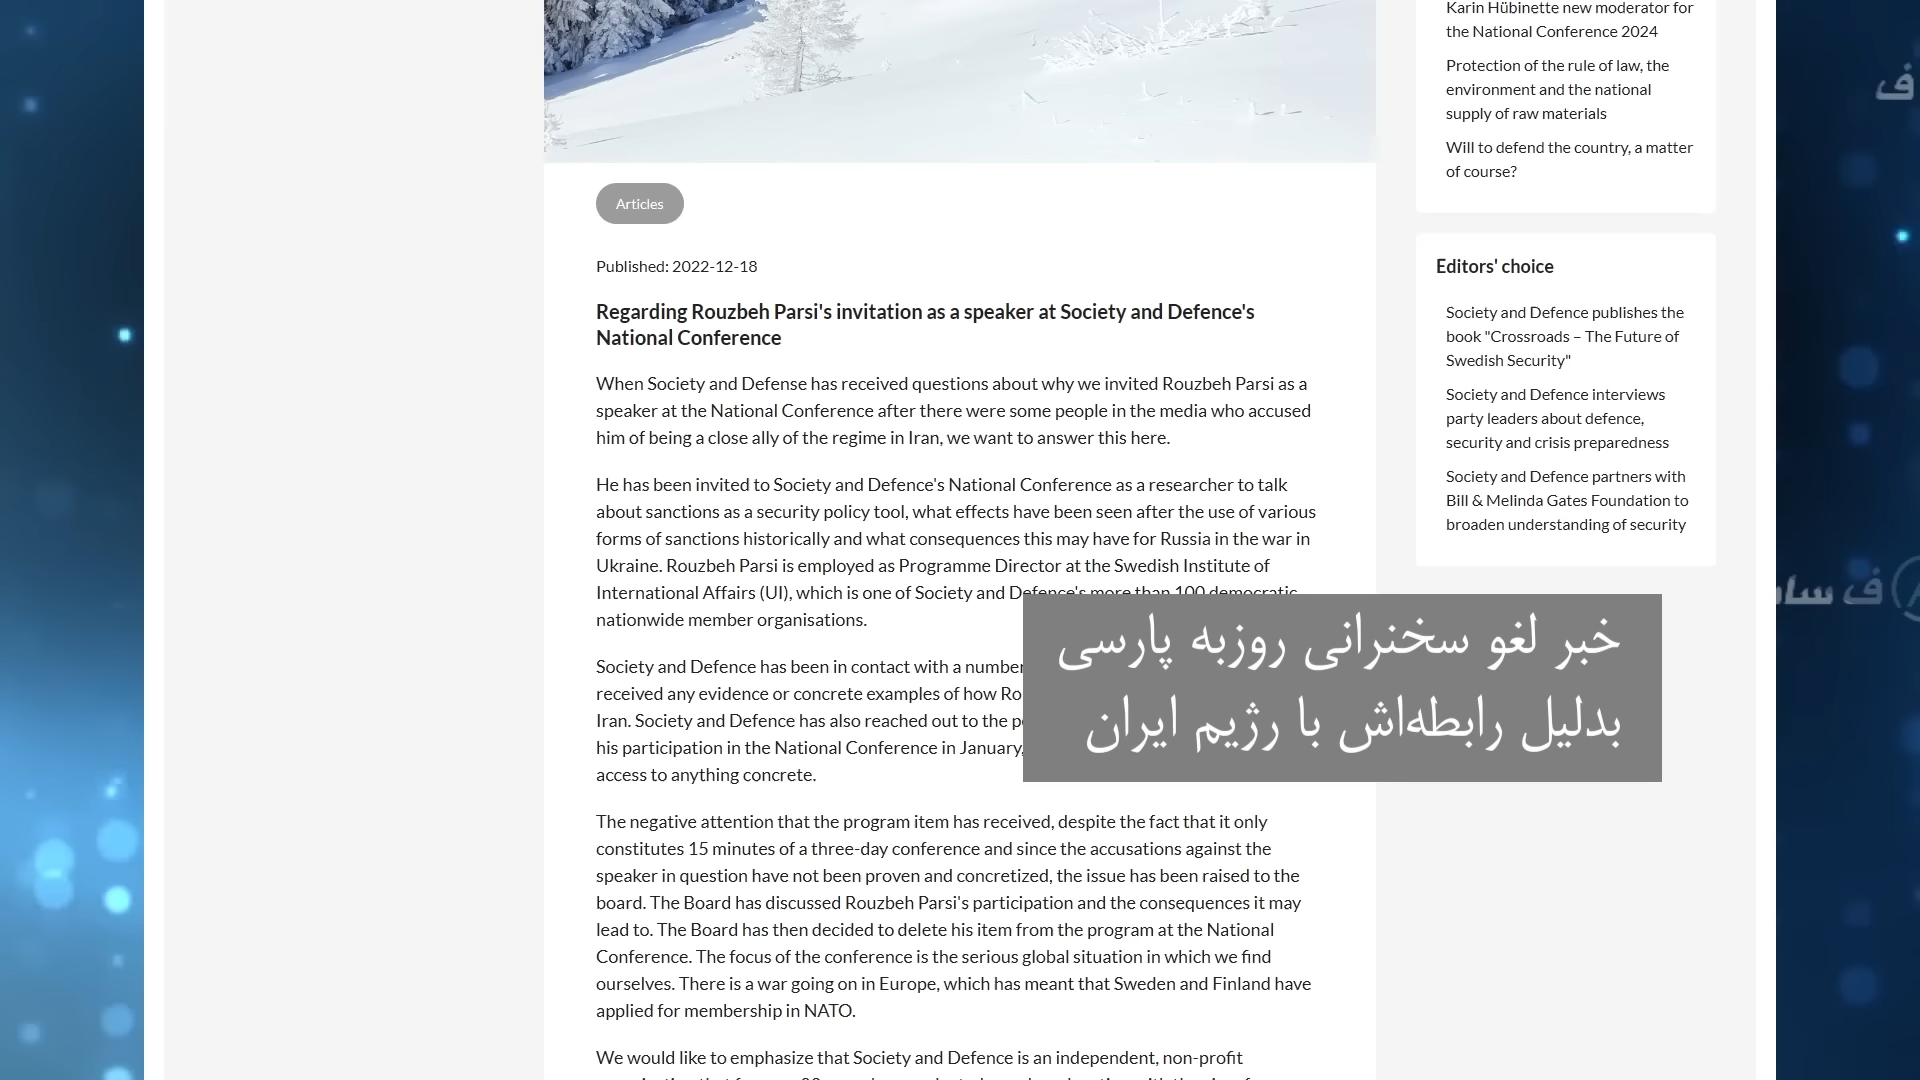 Karin Hübinette new moderator for
the National Conference 2024
Protection of the rule of law, the
environment and the national
supply of raw materials
Will to defend the country, a matter
of course?
Articles
Published: 2022-12-18
Regarding Rouzbeh Parsi's invitation as a speaker at Society and Defence's
National Conference
When Society and Defense has received questions about why we invited Rouzbeh Parsi as a
speaker at the National Conference after there were some people in the media who accused
him of being a close ally of the regime in Iran, we want to answer this here.
He has been invited to Society and Defence's National Conference as a researcher to talk
about sanctions as a security policy tool, what effects have been seen after the use of various
forms of sanctions historically and what consequences this may have for Russia in the war in
Ukraine. Rouzbeh Parsi is employed as Programme Director at the Swedish Institute of
International Affairs (UI), which is one of Society and Defence's more than 100 democratic
nationwide member organisations.
Society and Defence has been in contact with a number
received any evidence or concrete examples of how Ro
Iran. Society and Defence has also reached out to the p
his participation in the National Conference in January,
access to anything concrete.
The negative attention that the program item has received, despite the fact that it only
constitutes 15 minutes of a three-day conference and since the accusations against the
speaker in question have not been proven and concretized, the issue has been raised to the
board. The Board has discussed Rouzbeh Parsi's participation and the consequences it may
lead to. The Board has then decided to delete his item from the program at the National
Conference. The focus of the conference is the serious global situation in which we find
ourselves. There is a war going on in Europe, which has meant that Sweden and Finland have
applied for membership in NATO.
We would like to emphasize that Society and Defence is an independent, non-profit
Editors' choice
Society and Defence publishes the
book "Crossroads – The Future of
Swedish Security"
Society and Defence interviews
party leaders about defence,
security and crisis preparedness
Society and Defence partners with
Bill & Melinda Gates Foundation to
broaden understanding of security
خبر لغو سخنرانی روزبه پارسی
بدلیل رابطه‌اش با رژیم ایران